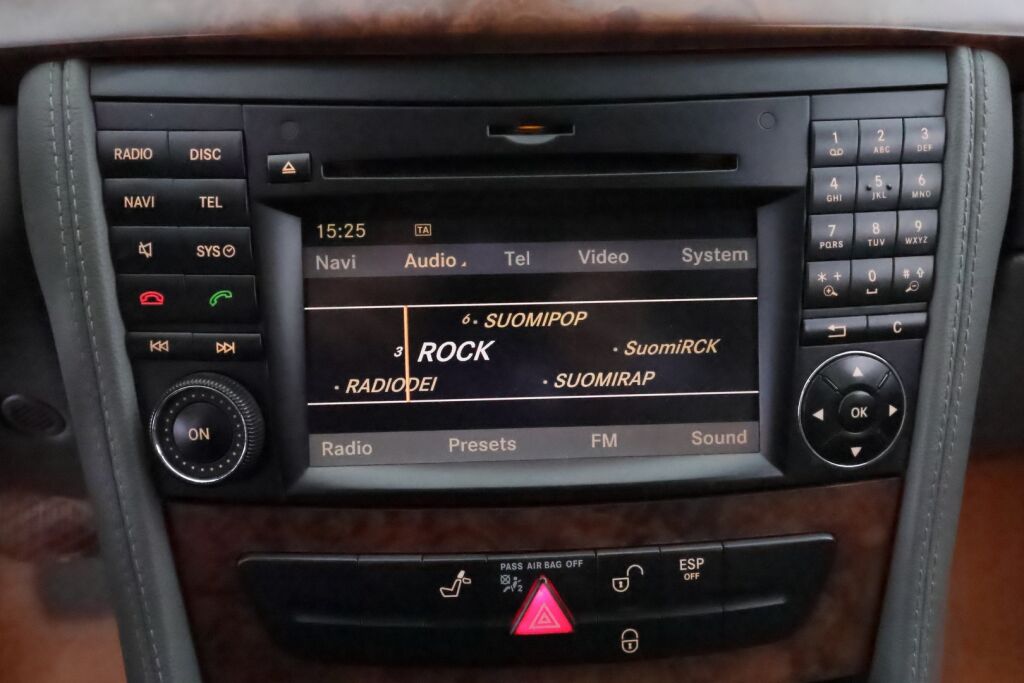 RADIO DISC
NAVI TEL
SYS
ON
15:25 TA
Navi Audio Tel Video System
6 • SUOMIPOP
3 ROCK • SuomiRCK
• RADIODEI • SUOMIRAP
Radio Presets FM Sound
1 2 ABC 3 DEF
4 GHI 5 JKL 6 MNO
7 PQRS 8 TUV 9 WXYZ
* + 0 #
C
OK
PASS AIR BAG OFF
2
ESP
OFF